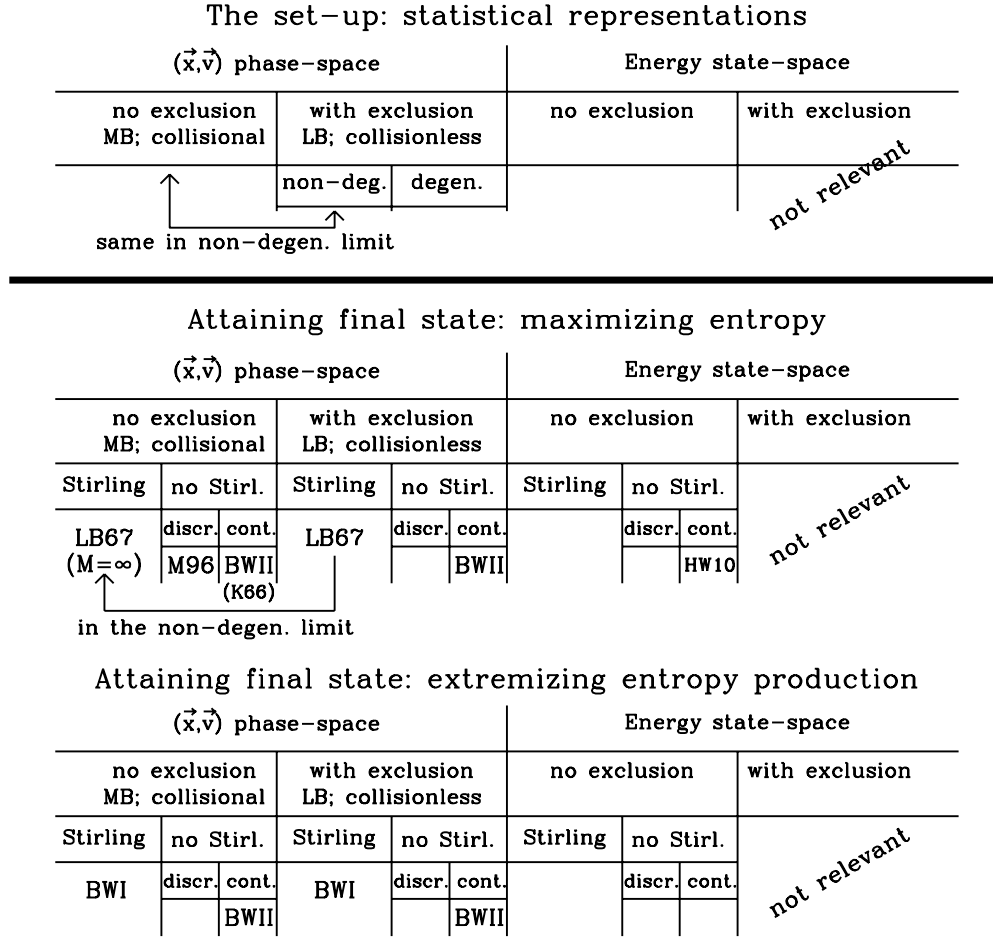 The set-up: statistical representations
(x,v) phase-space Energy state-space
no exclusion with exclusion no exclusion with exclusion
MB; collisional LB; collisionless
non-deg. degen. not relevant
same in non-degen. limit
Attaining final state: maximizing entropy
(x,v) phase-space Energy state-space
no exclusion with exclusion no exclusion with exclusion
MB; collisional LB; collisionless
Stirling no Stirl. Stirling no Stirl. Stirling no Stirl. not relevant
LB67 discr. cont. LB67 discr. cont. discr. cont.
(M=∞) M96 BWII BWII HW10
(K66)
in the non-degen. limit
Attaining final state: extremizing entropy production
(x,v) phase-space Energy state-space
no exclusion with exclusion no exclusion with exclusion
MB; collisional LB; collisionless
Stirling no Stirl. Stirling no Stirl. Stirling no Stirl. not relevant
BWI discr. cont. BWI discr. cont. discr. cont.
BWII BWII